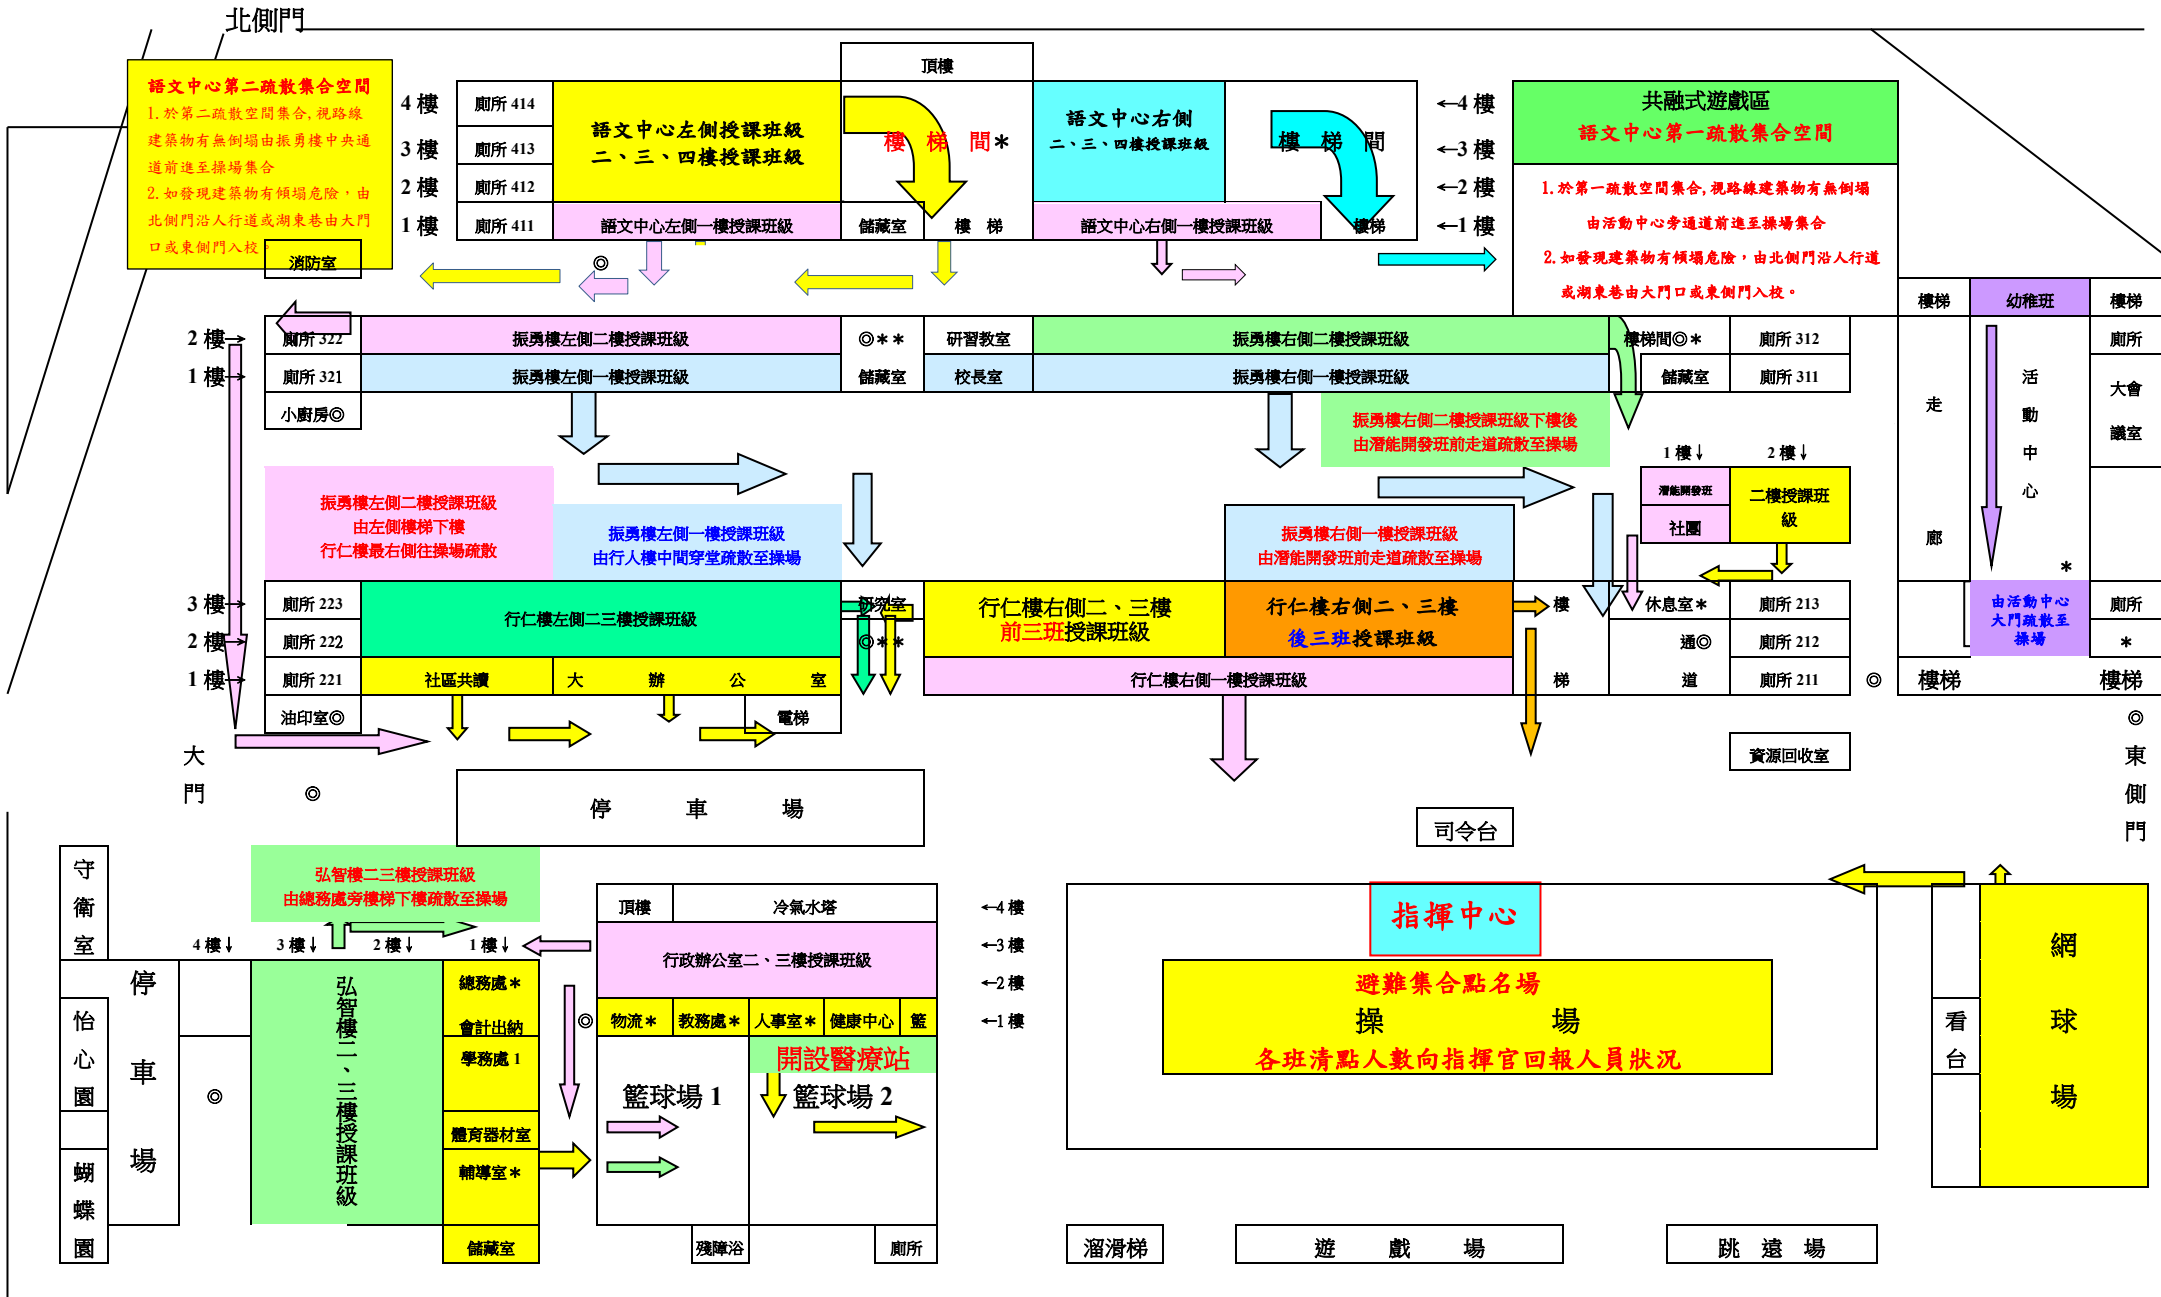 北側門
語文中心第二疏散集合空間
1. 於第二疏散空間集合, 視路線
建築物有無倒塌由振勇樓中央通
道前進至操場集合
2. 如發現建築物有傾塌危險，由
北側門沿人行道或湖東巷由大門
口或東側門入校。
消防室
4 樓
3 樓
2 樓
1 樓
廁所 414
廁所 413
廁所 412
廁所 411
語文中心左側授課班級
二、三、四樓授課班級
語文中心左側一樓授課班級
頂樓
樓 梯 間＊
儲藏室
樓 梯
語文中心右側
二、三、四樓授課班級
語文中心右側一樓授課班級
樓 梯 間
樓梯
←4 樓
←3 樓
←2 樓
←1 樓
共融式遊戲區
語文中心第一疏散集合空間
1. 於第一疏散空間集合, 視路線建築物有無倒塌
由活動中心旁通道前進至操場集合
2. 如發現建築物有傾塌危險，由北側門沿人行道
或湖東巷由大門口或東側門入校。
◎
2 樓→
1 樓→
廁所 322
廁所 321
小廚房◎
振勇樓左側二樓授課班級
振勇樓左側一樓授課班級
◎＊＊
儲藏室
研習教室
校長室
振勇樓右側二樓授課班級
振勇樓右側一樓授課班級
樓梯間◎＊
儲藏室
廁所 312
廁所 311
樓梯
幼稚班
樓梯
走
廊
活
動
中
心
＊
廁所
大會
議室
振勇樓右側二樓授課班級下樓後
由潛能開發班前走道疏散至操場
1 樓↓
2 樓↓
潛能開發班
社團
二樓授課班
級
振勇樓左側二樓授課班級
由左側樓梯下樓
行仁樓最右側往操場疏散
振勇樓左側一樓授課班級
由行人樓中間穿堂疏散至操場
振勇樓右側一樓授課班級
由潛能開發班前走道疏散至操場
3 樓→
2 樓→
1 樓→
廁所 223
廁所 222
廁所 221
油印室◎
行仁樓左側二三樓授課班級
社區共讀
大 辦 公 室
電梯
研究室
◎＊＊
行仁樓右側二、三樓
前三班授課班級
行仁樓右側二、三樓
後三班授課班級
行仁樓右側一樓授課班級
樓
梯
休息室＊
通◎
道
廁所 213
廁所 212
廁所 211
◎
由活動中心
大門疏散至
操場
廁所
＊
樓梯
樓梯
◎
東
側
門
資源回收室
大
門
◎
停 車 場
司令台
守
衛
室
弘智樓二三樓授課班級
由總務處旁樓梯下樓疏散至操場
4 樓↓
3 樓↓
2 樓↓
1 樓↓
停
車
場
怡
心
園
蝴
蝶
園
◎
弘智樓二、三樓授課班級
總務處＊
會計出納
學務處 1
體育器材室
輔導室＊
儲藏室
◎
頂樓
冷氣水塔
行政辦公室二、三樓授課班級
物流＊
教務處＊
人事室＊
健康中心
籃
開設醫療站
籃球場 1
籃球場 2
殘障浴
廁所
←4 樓
←3 樓
←2 樓
←1 樓
指揮中心
避難集合點名場
操 場
各班清點人數向指揮官回報人員狀況
看
台
網
球
場
溜滑梯
遊 戲 場
跳 遠 場